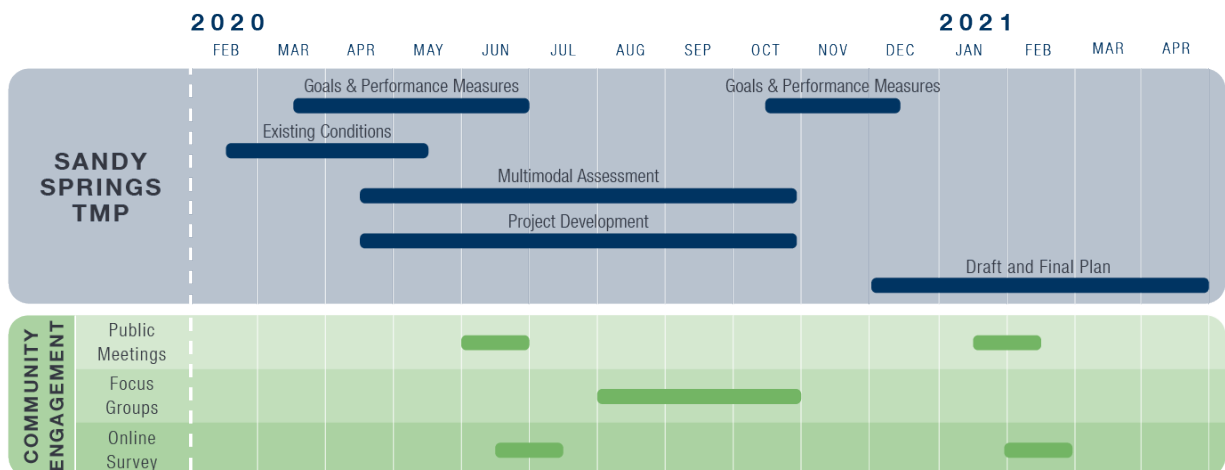 2020 2021
FEB MAR APR MAY JUN JUL AUG SEP OCT NOV DEC JAN FEB MAR APR
Goals & Performance Measures Goals & Performance Measures
Existing Conditions
SANDY
SPRINGS
TMP
Multimodal Assessment
Project Development
Draft and Final Plan
COMMUNITY
ENGAGEMENT
Public
Meetings
Focus
Groups
Online
Survey